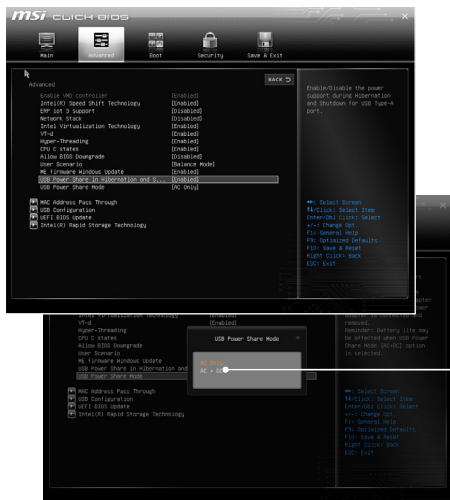 msi CLICK BIOS
Main
Advanced
Boot
Security
Save & Exit
BACK
Advanced
Enable VMD controller [Enabled]
Intel(R) Speed Shift Technology [Enabled]
ERP Lot 3 Support [Disabled]
Network Stack [Disabled]
Intel Virtualization Technology [Enabled]
VT-d [Enabled]
Hyper-Threading [Enabled]
CPU C states [Enabled]
Allow BIOS Downgrade [Disabled]
User Scenario [Balance Mode]
ME Firmware Windows Update [Enabled]
USB Power Share in Hibernation and S... [Enabled]
USB Power Share Mode [AC Only]
MAC Address Pass Through
USB Configuration
UEFI BIOS Update
Intel(R) Rapid Storage Technology
Enable/Disable the power
support during Hibernation
and Shutdown for USB Type-A
port.
: Select Screen
/Click: Select Item
Enter/Dbl Click: Select
+/-: Change Opt.
F1: General Help
F9: Optimized Defaults
F10: Save & Reset
Right Click: Back
ESC: Exit
Intel Virtualization Technology [Enabled]
VT-d [Enabled]
Hyper-Threading
CPU C states
Allow BIOS Downgrade
User Scenario
ME Firmware Windows Update
USB Power Share in Hibernation and
USB Power Share Mode
MAC Address Pass Through
USB Configuration
UEFI BIOS Update
Intel(R) Rapid Storage Technology
USB Power Share Mode
AC Only
AC + DC
removed.
Reminder: Battery life may
be affected when USB Power
Share Mode [AC+DC] option
is selected.
: Select Screen
/Click: Select Item
Enter/Dbl Click: Select
+/-: Change Opt.
F1: General Help
F9: Optimized Defaults
F10: Save & Reset
Right Click: Back
ESC: Exit